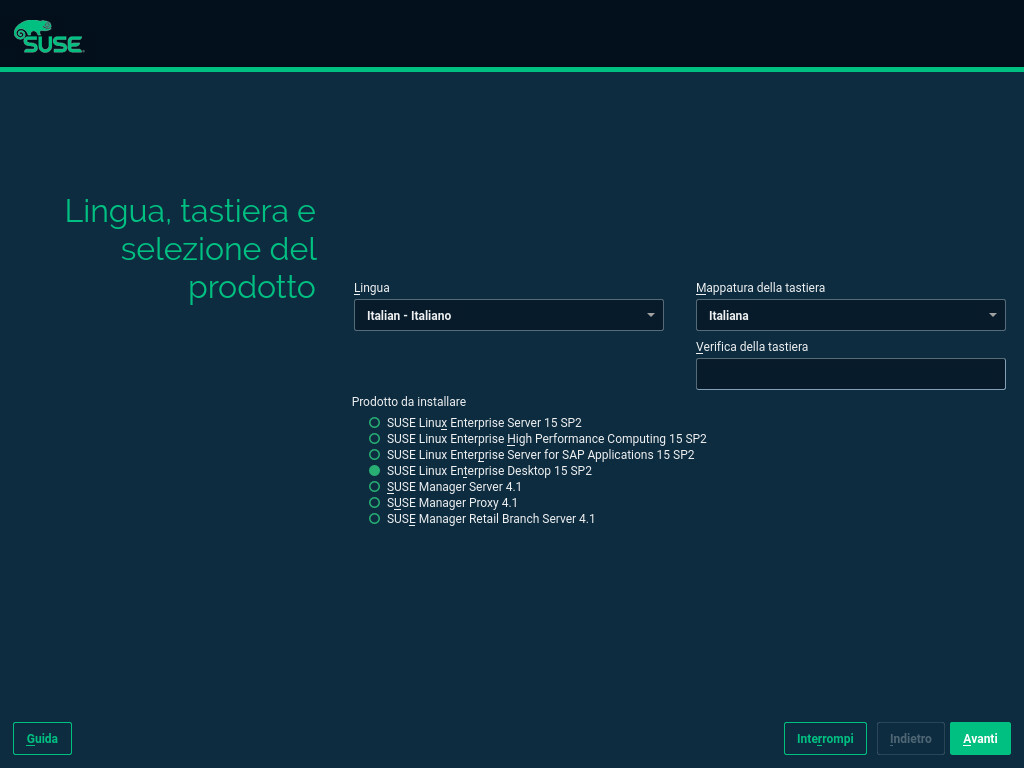 SUSE
Lingua, tastiera e
selezione del
prodotto
Lingua
Italian - Italiano
Mappatura della tastiera
Italiana
Verifica della tastiera
Prodotto da installare
SUSE Linux Enterprise Server 15 SP2
SUSE Linux Enterprise High Performance Computing 15 SP2
SUSE Linux Enterprise Server for SAP Applications 15 SP2
SUSE Linux Enterprise Desktop 15 SP2
SUSE Manager Server 4.1
SUSE Manager Proxy 4.1
SUSE Manager Retail Branch Server 4.1
Guida
Interrompi
Indietro
Avanti